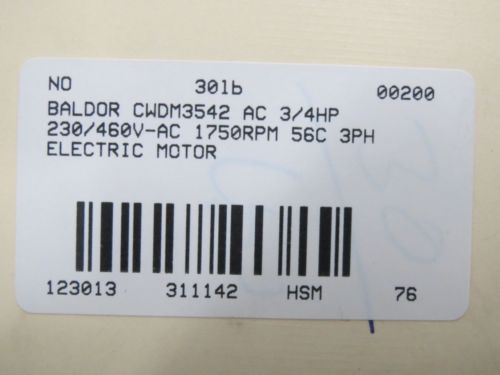 NO 30lb 00200
BALDOR CWDM3542 AC 3/4HP
230/460V-AC 1750RPM 56C 3PH
ELECTRIC MOTOR
123013 311142 HSM 76